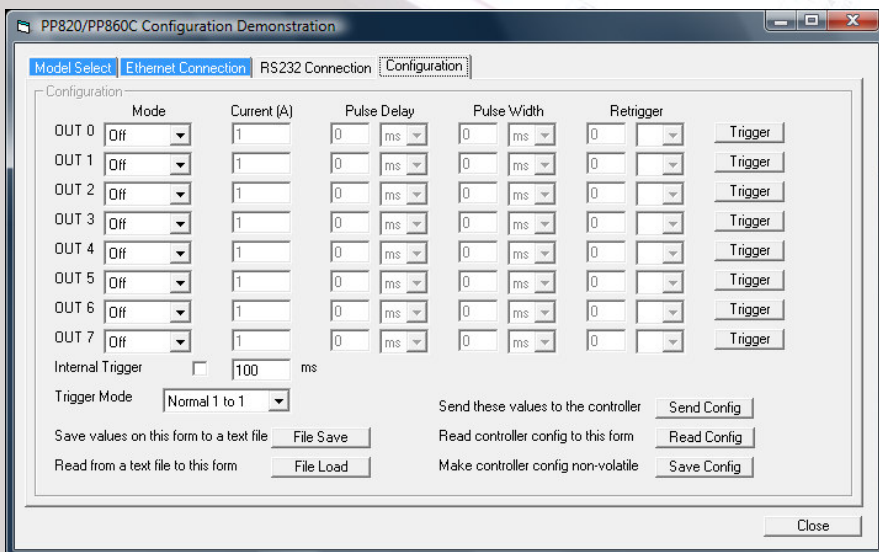 PP820/PP860C Configuration Demonstration
Model Select Ethernet Connection RS232 Connection Configuration
Configuration
Mode Current (A) Pulse Delay Pulse Width Retrigger
OUT 0 Off 1 0 ms 0 ms 0 Trigger
OUT 1 Off 1 0 ms 0 ms 0 Trigger
OUT 2 Off 1 0 ms 0 ms 0 Trigger
OUT 3 Off 1 0 ms 0 ms 0 Trigger
OUT 4 Off 1 0 ms 0 ms 0 Trigger
OUT 5 Off 1 0 ms 0 ms 0 Trigger
OUT 6 Off 1 0 ms 0 ms 0 Trigger
OUT 7 Off 1 0 ms 0 ms 0 Trigger
Internal Trigger 100 ms
Trigger Mode Normal 1 to 1
Send these values to the controller Send Config
Save values on this form to a text file File Save Read controller config to this form Read Config
Read from a text file to this form File Load Make controller config non-volatile Save Config
Close